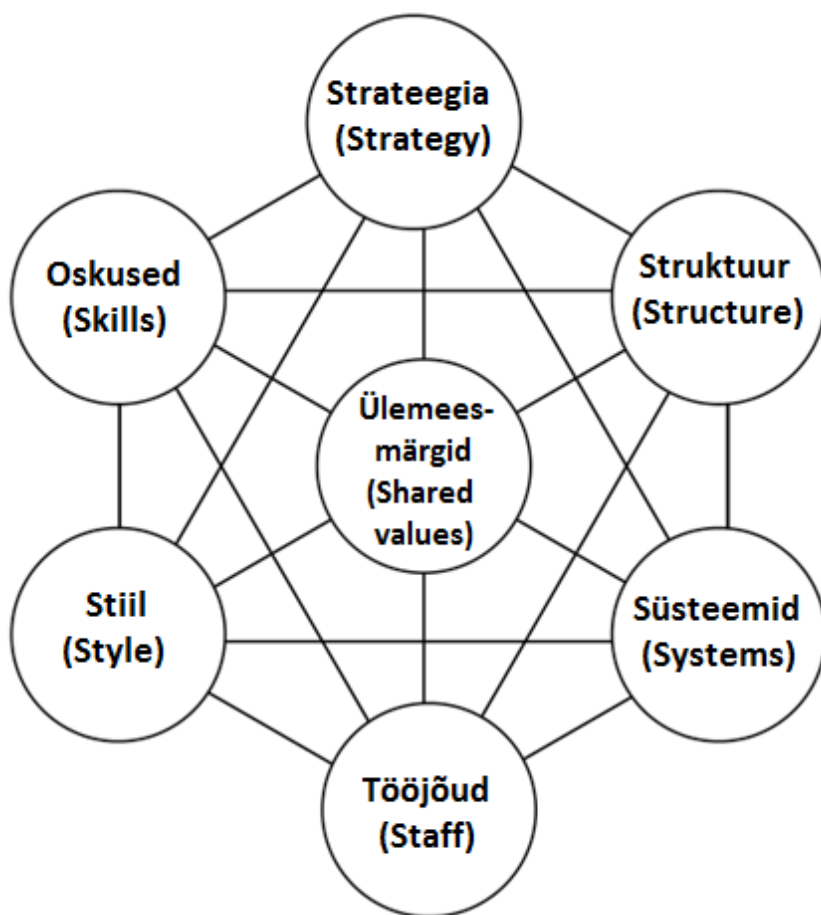 Strateegia
(Strategy)
Oskused
(Skills)
Struktuur
(Structure)
Ülemees-
märgid
(Shared
values)
Stiil
(Style)
Süsteemid
(Systems)
Tööjõud
(Staff)